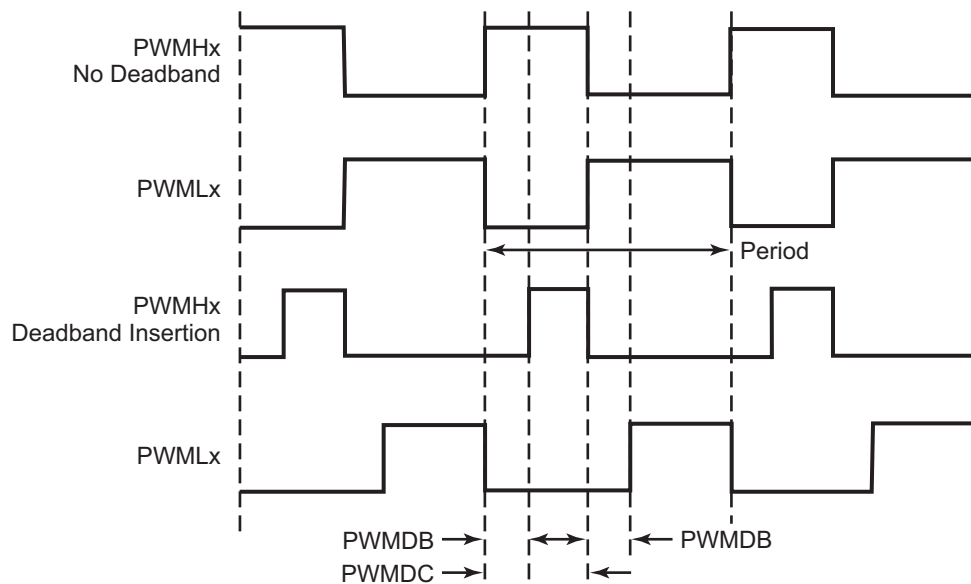 PWMHx
No Deadband
PWMLx
Period
PWMHx
Deadband Insertion
PWMLx
PWMDB
PWMDB
PWMDC